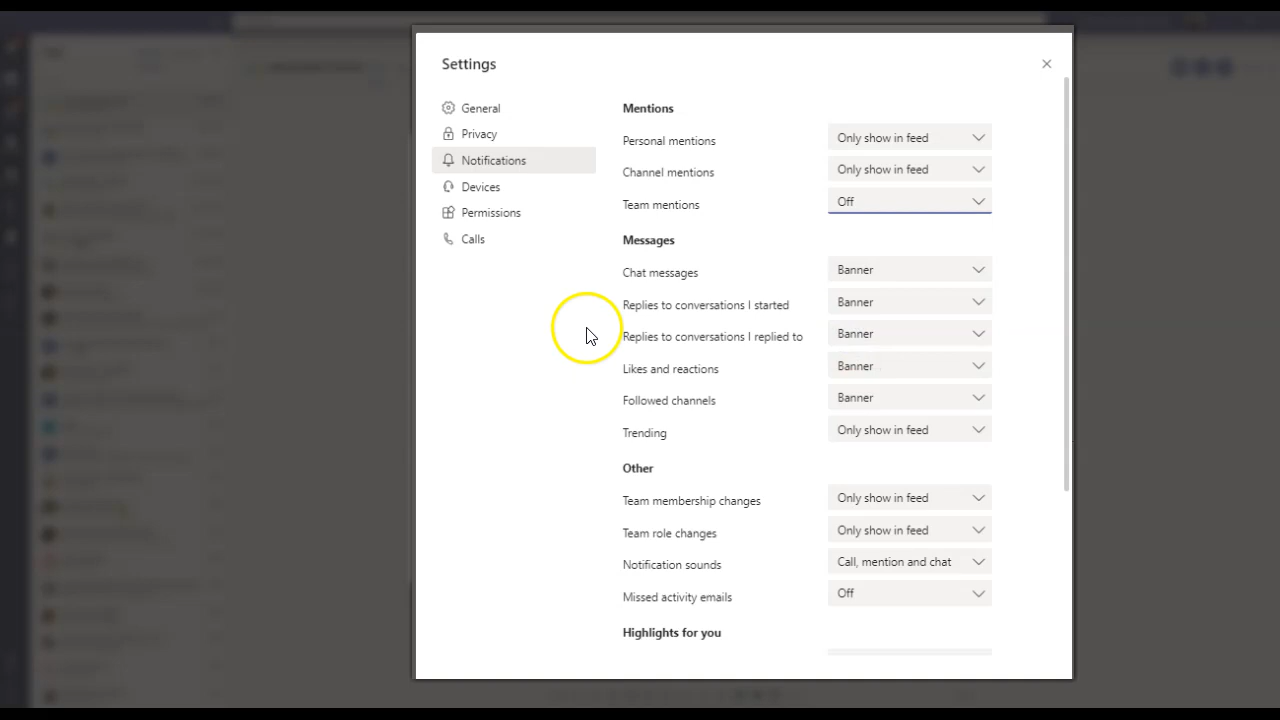 Settings
General
Privacy
Notifications
Devices
Permissions
Calls
Mentions
Personal mentions Only show in feed
Channel mentions Only show in feed
Team mentions Off
Messages
Chat messages Banner
Replies to conversations I started Banner
Replies to conversations I replied to Banner
Likes and reactions Banner
Followed channels Banner
Trending Only show in feed
Other
Team membership changes Only show in feed
Team role changes Only show in feed
Notification sounds Call, mention and chat
Missed activity emails Off
Highlights for you